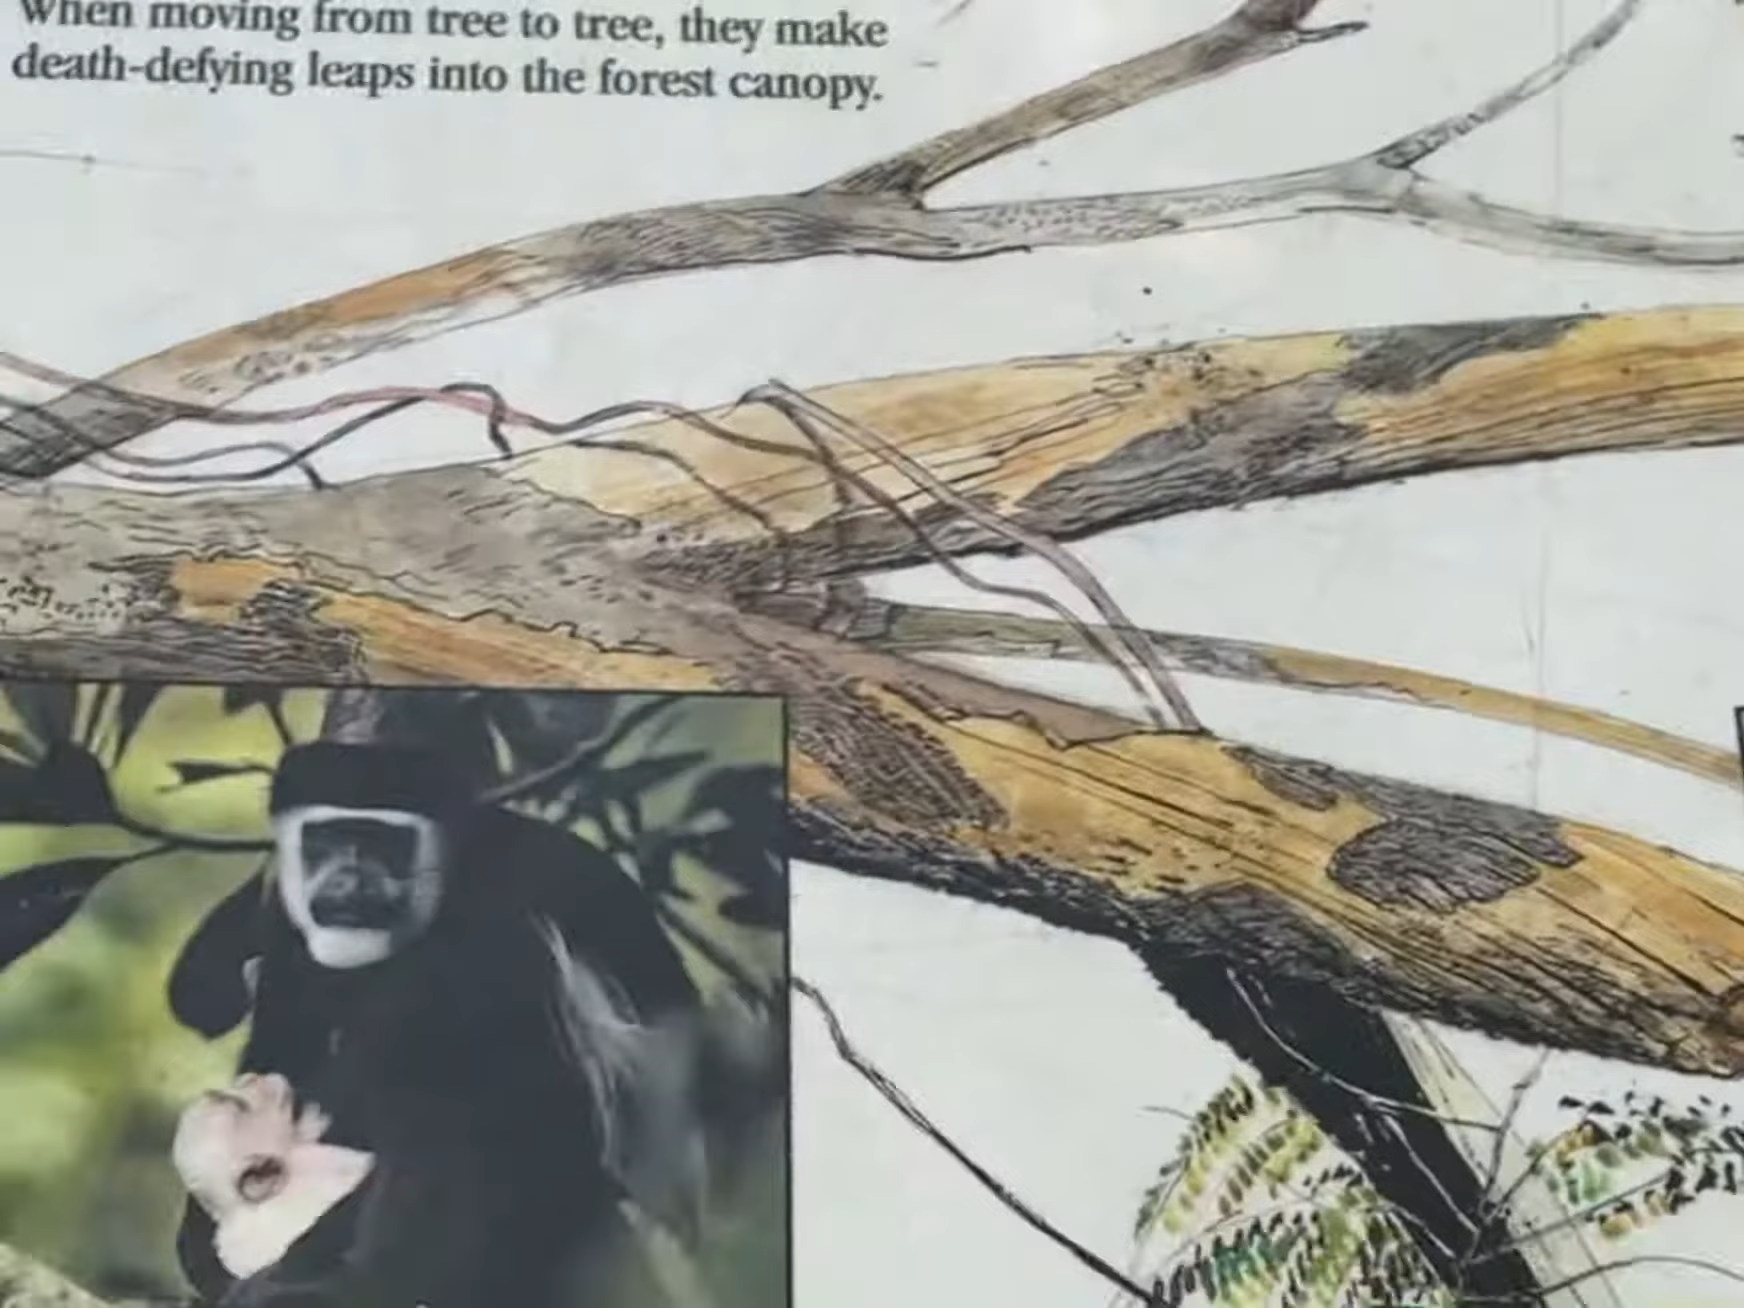 When moving from tree to tree, they make
death-defying leaps into the forest canopy.